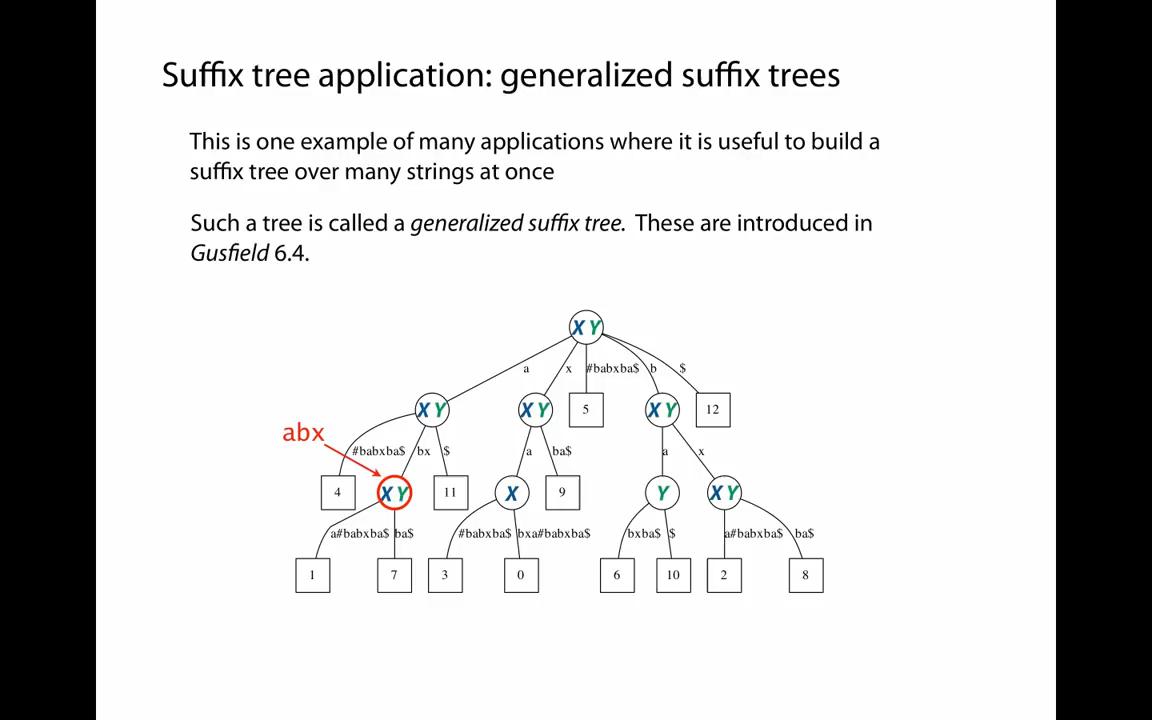 Suffix tree application: generalized suffix trees
This is one example of many applications where it is useful to build a
suffix tree over many strings at once
Such a tree is called a generalized suffix tree. These are introduced in
Gusfield 6.4.
X Y
a x #babxba$ b $
X Y X Y 5 X Y 12
abx
#babxba$ bx $ a ba$ a x
4 X Y 11 X 9 Y X Y
a#babxba$ ba$ #babxba$ bxa#babxba$ bxba$ $ a#babxba$ ba$
1 7 3 0 6 10 2 8